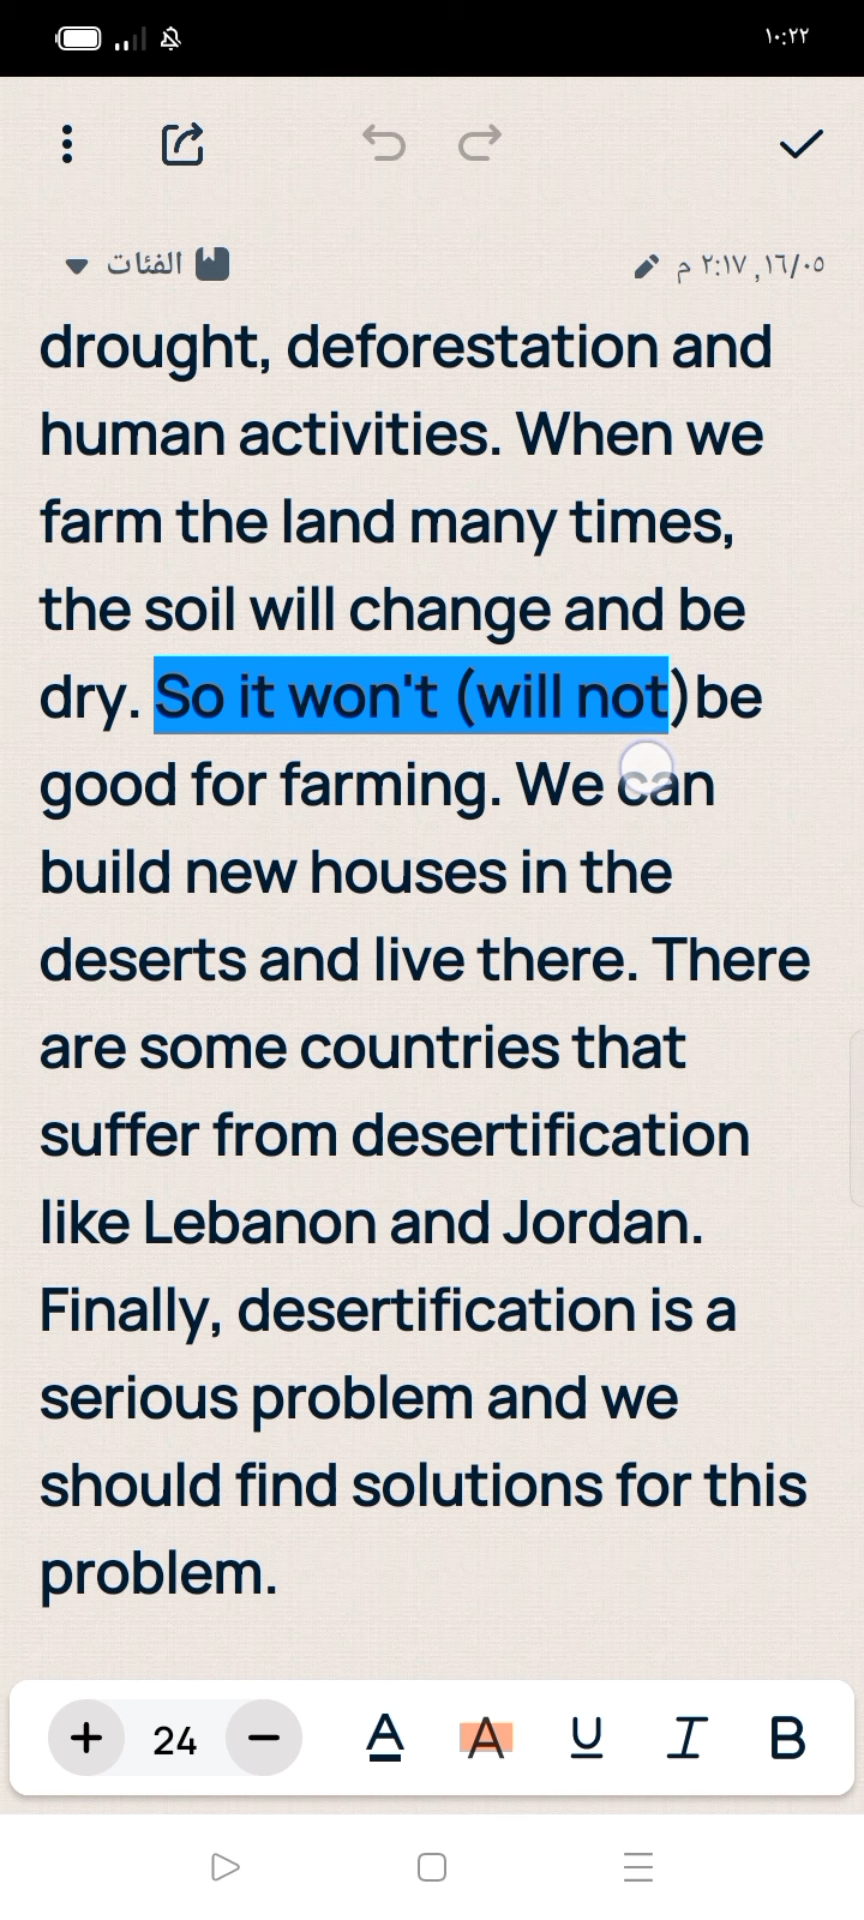 ١٠:٢٢
الفئات
١٦/٠٥, ٢:١٧ م
drought, deforestation and
human activities. When we
farm the land many times,
the soil will change and be
dry. So it won't (will not)be
good for farming. We can
build new houses in the
deserts and live there. There
are some countries that
suffer from desertification
like Lebanon and Jordan.
Finally, desertification is a
serious problem and we
should find solutions for this
problem.
+ 24 − A A U I B